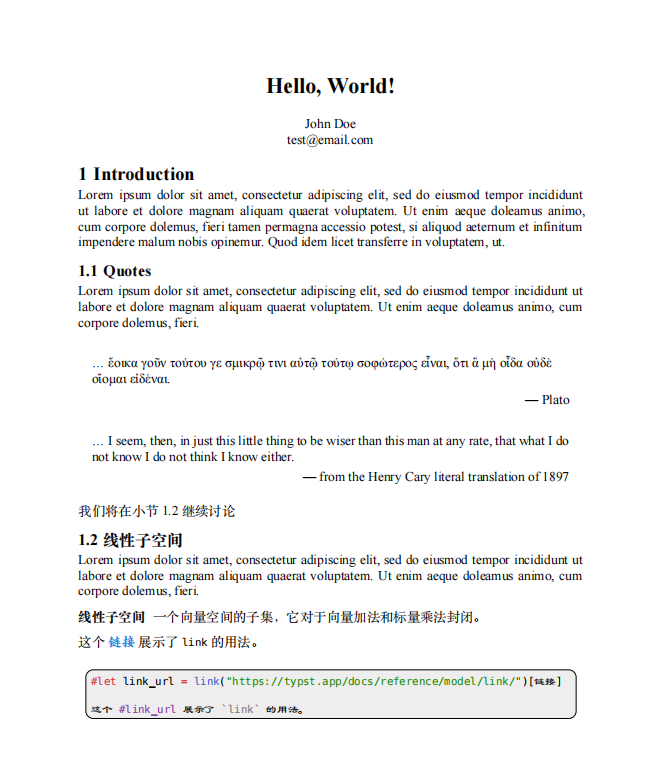 Hello, World!
John Doe
test@email.com
1 Introduction
Lorem ipsum dolor sit amet, consectetur adipiscing elit, sed do eiusmod tempor incididunt
ut labore et dolore magnam aliquam quaerat voluptatem. Ut enim aeque doleamus animo,
cum corpore dolemus, fieri tamen permagna accessio potest, si aliquod aeternum et infinitum
impendere malum nobis opinemur. Quod idem licet transferre in voluptatem, ut.
1.1 Quotes
Lorem ipsum dolor sit amet, consectetur adipiscing elit, sed do eiusmod tempor incididunt ut
labore et dolore magnam aliquam quaerat voluptatem. Ut enim aeque doleamus animo, cum
corpore dolemus, fieri.
… ἔοικα γοῦν τούτου γε σμικρῷ τινι αὐτῷ τούτῳ σοφώτερος εἶναι, ὅτι ἃ μὴ οἶδα οὐδὲ
οἴομαι εἰδέναι.
— Plato
… I seem, then, in just this little thing to be wiser than this man at any rate, that what I do
not know I do not think I know either.
— from the Henry Cary literal translation of 1897
我们将在小节 1.2 继续讨论
1.2 线性子空间
Lorem ipsum dolor sit amet, consectetur adipiscing elit, sed do eiusmod tempor incididunt ut
labore et dolore magnam aliquam quaerat voluptatem. Ut enim aeque doleamus animo, cum
corpore dolemus, fieri.
线性子空间 一个向量空间的子集，它对于向量加法和标量乘法封闭。
这个 链接 展示了 link 的用法。
#let link_url = link("https://typst.app/docs/reference/model/link/")[链接]
这个 #link_url 展示了 `link` 的用法。